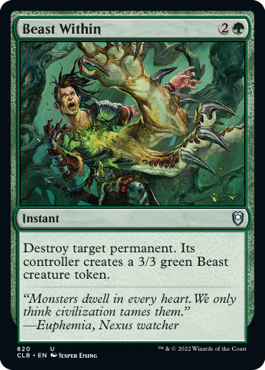 Beast Within 2
Instant
Destroy target permanent. Its
controller creates a 3/3 green Beast
creature token.
“Monsters dwell in every heart. We only
think civilization tames them.”
—Euphemia, Nexus watcher
820 U
CLB • EN Jesper Ejsing ™ & © 2022 Wizards of the Coast